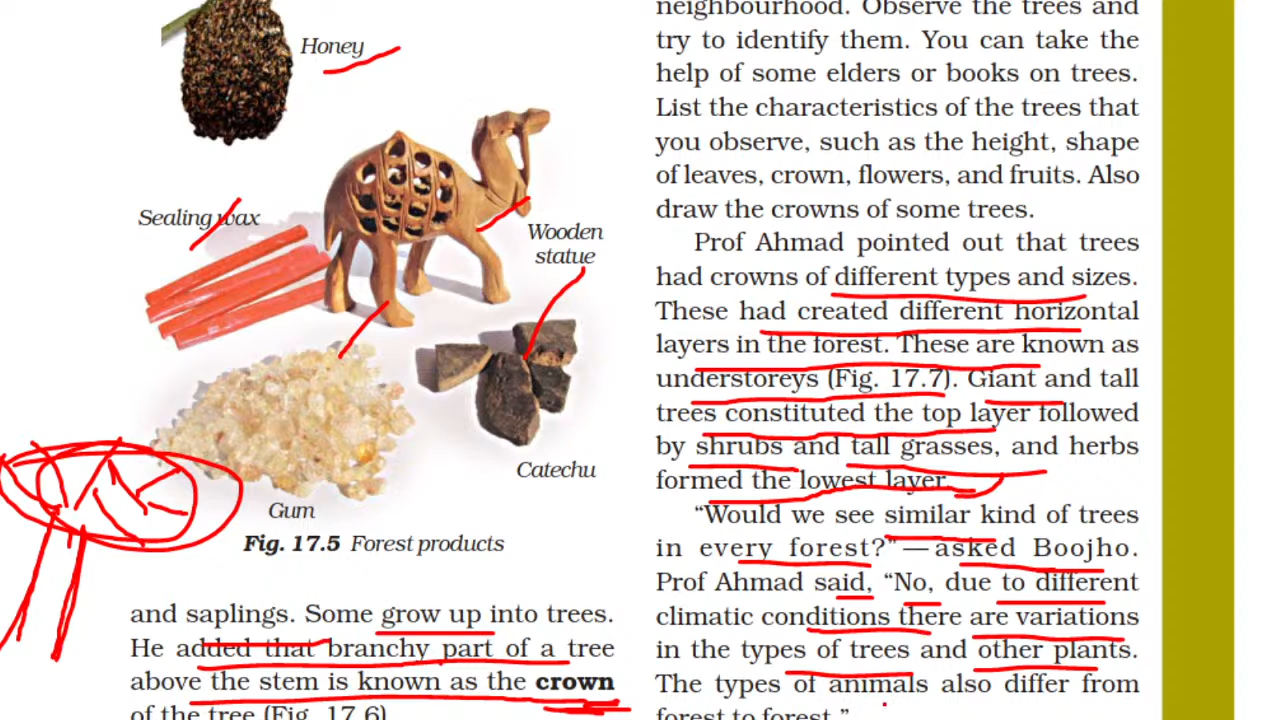 Honey
Sealing wax
Wooden
statue
Catechu
Gum
Fig. 17.5 Forest products
and saplings. Some grow up into trees.
He added that branchy part of a tree
above the stem is known as the crown
of the tree (Fig. 17.6)
neighbourhood. Observe the trees and
try to identify them. You can take the
help of some elders or books on trees.
List the characteristics of the trees that
you observe, such as the height, shape
of leaves, crown, flowers, and fruits. Also
draw the crowns of some trees.
Prof Ahmad pointed out that trees
had crowns of different types and sizes.
These had created different horizontal
layers in the forest. These are known as
understoreys (Fig. 17.7). Giant and tall
trees constituted the top layer followed
by shrubs and tall grasses, and herbs
formed the lowest layer.
“Would we see similar kind of trees
in every forest?”—asked Boojho.
Prof Ahmad said, “No, due to different
climatic conditions there are variations
in the types of trees and other plants.
The types of animals also differ from
forest to forest.”